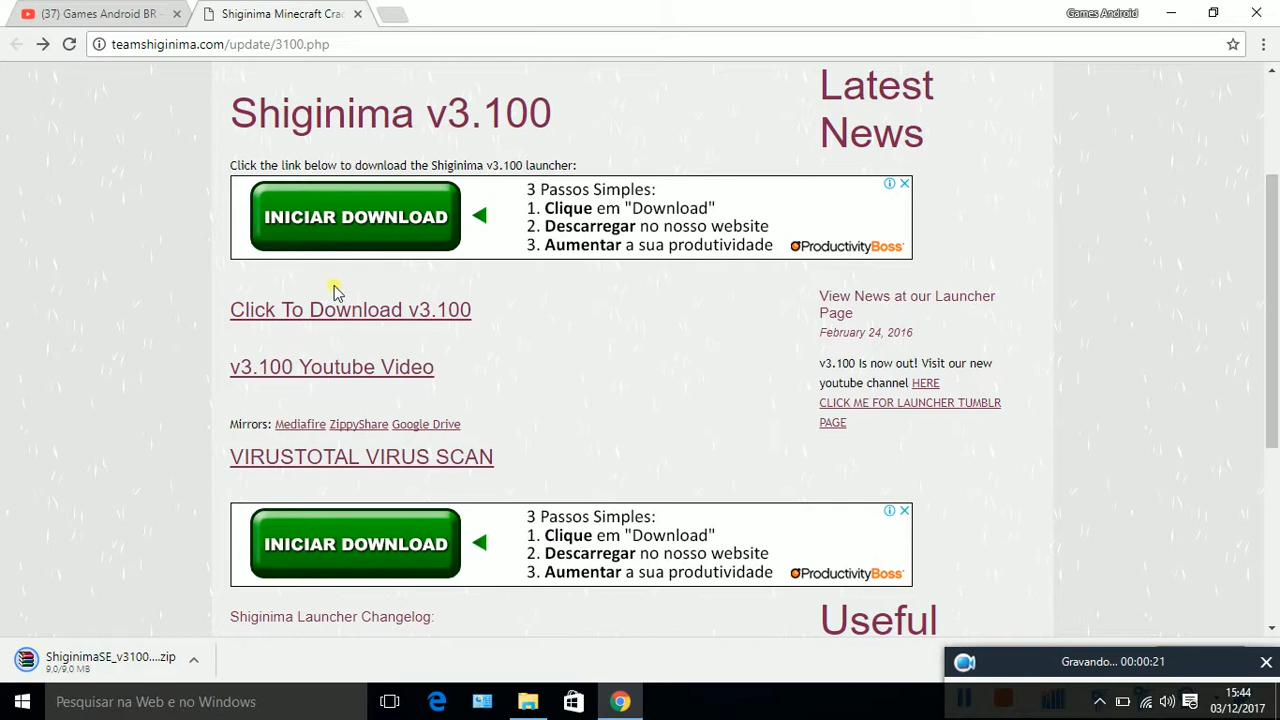 (37) Games Android BR -
Shiginima Minecraft Crac
Games Android
teamshiginima.com/update/3100.php
Shiginima v3.100
Click the link below to download the Shiginima v3.100 launcher:
INICIAR DOWNLOAD
3 Passos Simples:
1. Clique em "Download"
2. Descarregar no nosso website
3. Aumentar a sua produtividade
ProductivityBoss
Click To Download v3.100
v3.100 Youtube Video
Mirrors: Mediafire ZippyShare Google Drive
VIRUSTOTAL VIRUS SCAN
INICIAR DOWNLOAD
3 Passos Simples:
1. Clique em "Download"
2. Descarregar no nosso website
3. Aumentar a sua produtividade
ProductivityBoss
Shiginima Launcher Changelog:
Latest
News
View News at our Launcher
Page
February 24, 2016
v3.100 Is now out! Visit our new
youtube channel HERE
CLICK ME FOR LAUNCHER TUMBLR
PAGE
Useful
ShiginimaSE_v3100....zip
9.0/9.0 MB
Gravando... 00:00:21
Pesquisar na Web e no Windows
15:44
03/12/2017